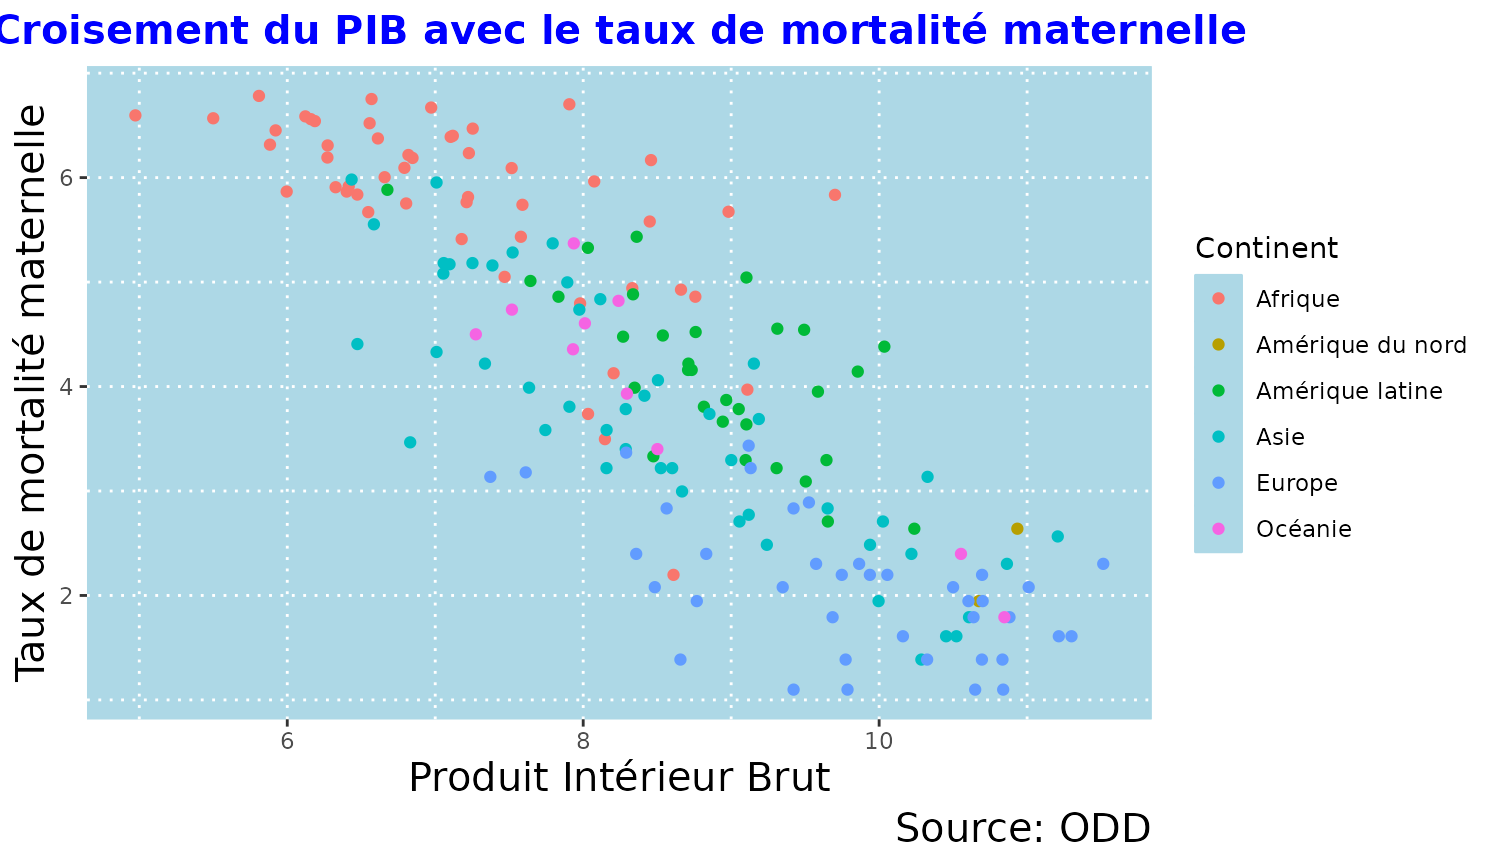 Croisement du PIB avec le taux de mortalité maternelle
Taux de mortalité maternelle
6
4
2
6
8
10
Produit Intérieur Brut
Source: ODD
Continent
Afrique
Amérique du nord
Amérique latine
Asie
Europe
Océanie